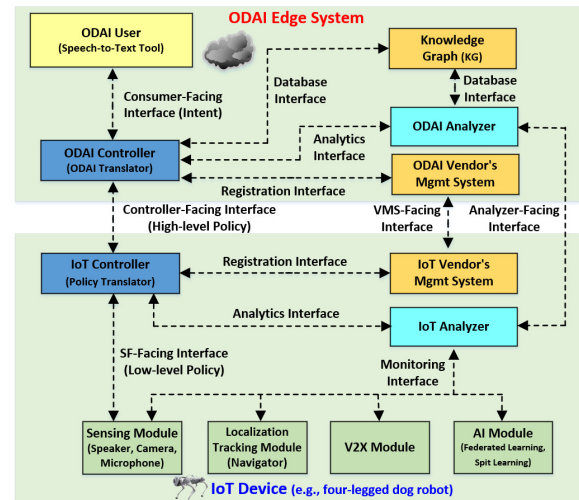 ODAI Edge System
ODAI User
(Speech-to-Text Tool)
Knowledge
Graph (KG)
Database
Interface
Database
Interface
Consumer-Facing
Interface (Intent)
Analytics
Interface
ODAI Analyzer
ODAI Controller
(ODAI Translator)
ODAI Vendor's
Mgmt System
Registration Interface
Controller-Facing Interface
(High-level Policy)
VMS-Facing
Interface
Analyzer-Facing
Interface
IoT Controller
(Policy Translator)
Registration Interface
IoT Vendor's
Mgmt System
Analytics Interface
IoT Analyzer
SF-Facing Interface
(Low-level Policy)
Monitoring
Interface
Sensing Module
(Speaker, Camera,
Microphone)
Localization
Tracking Module
(Navigator)
V2X Module
AI Module
(Federated Learning,
Spit Learning)
IoT Device (e.g., four-legged dog robot)